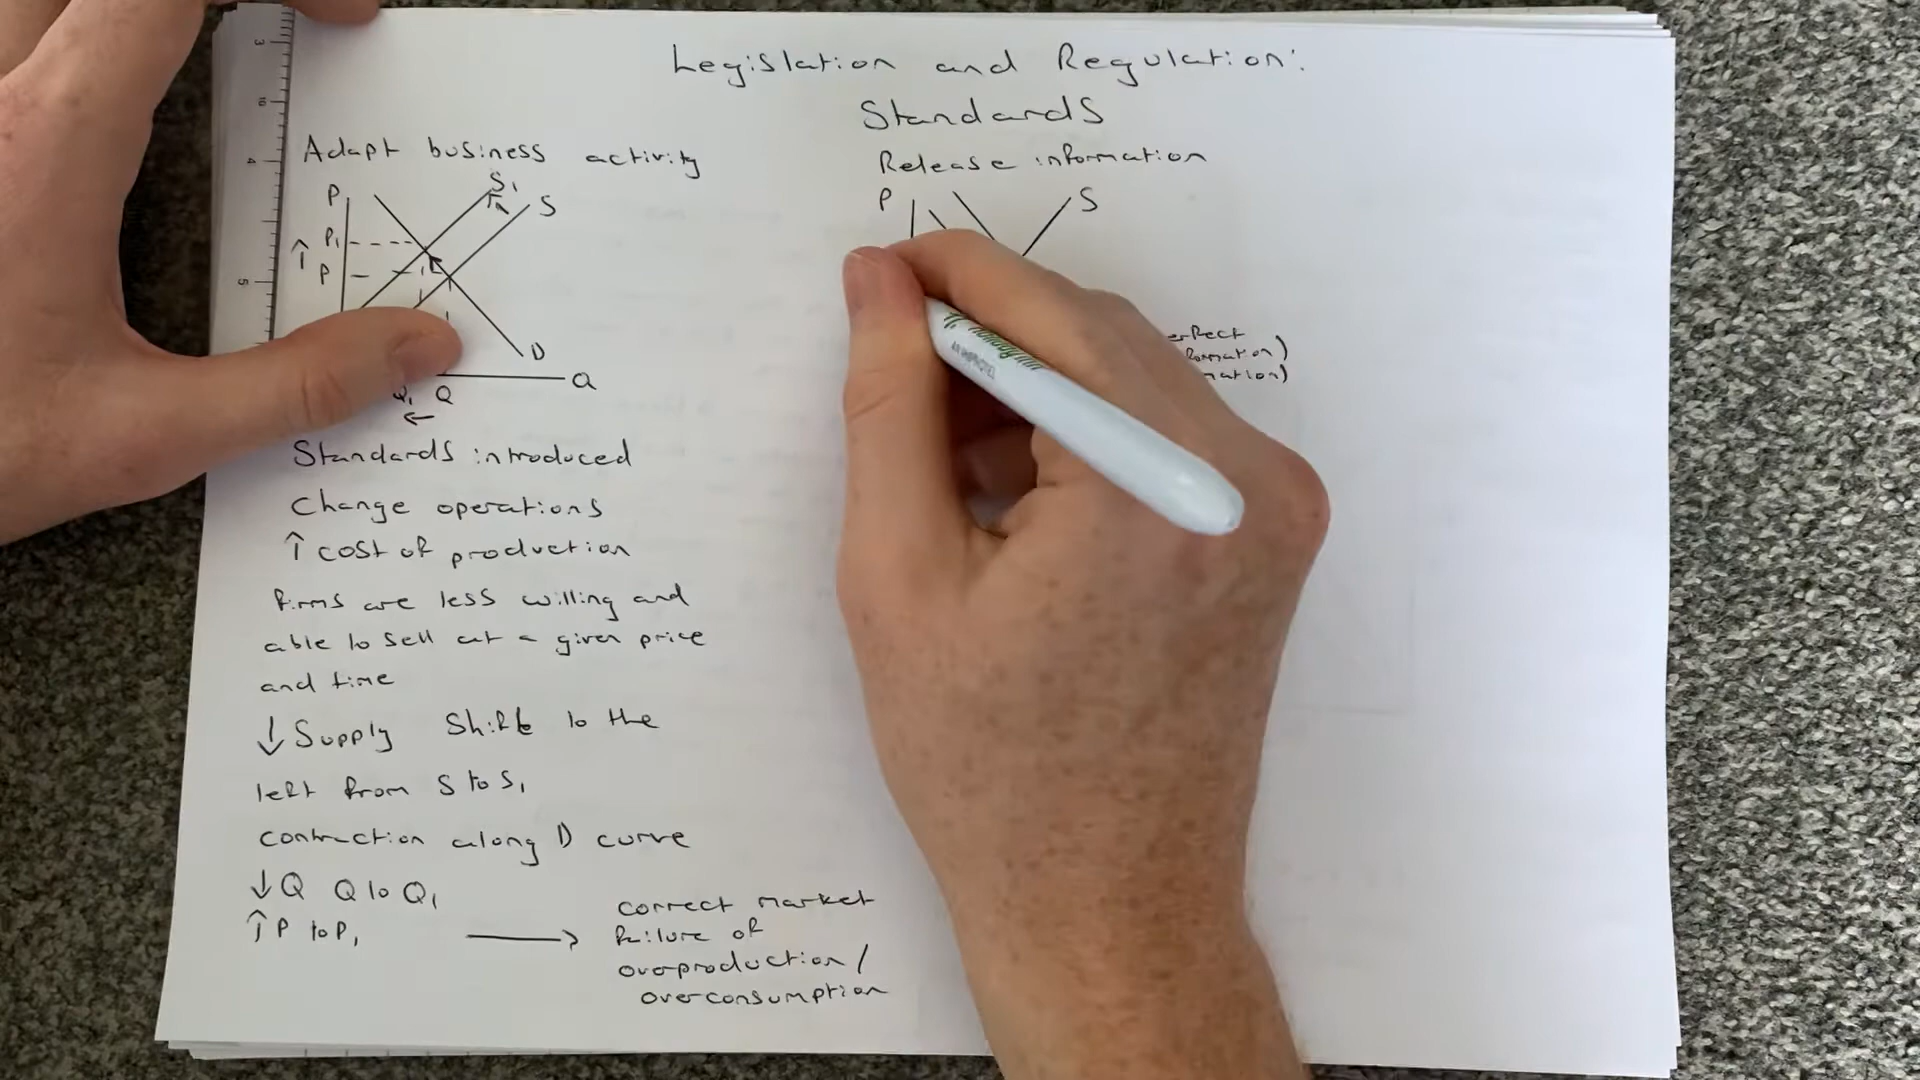 Legislation and Regulation:
Standards
Adapt business activity
P
S1
S
P1
P
D
Q
Q1 Q
Standards introduced
Change operations
↑ cost of production
firms are less willing and
able to sell at a given price
and time
↓ Supply Shift to the
left from S to S1
contraction along D curve
↓Q Q to Q1
↑P to P1
correct market
failure of
overproduction/
overconsumption
Release information
P
S